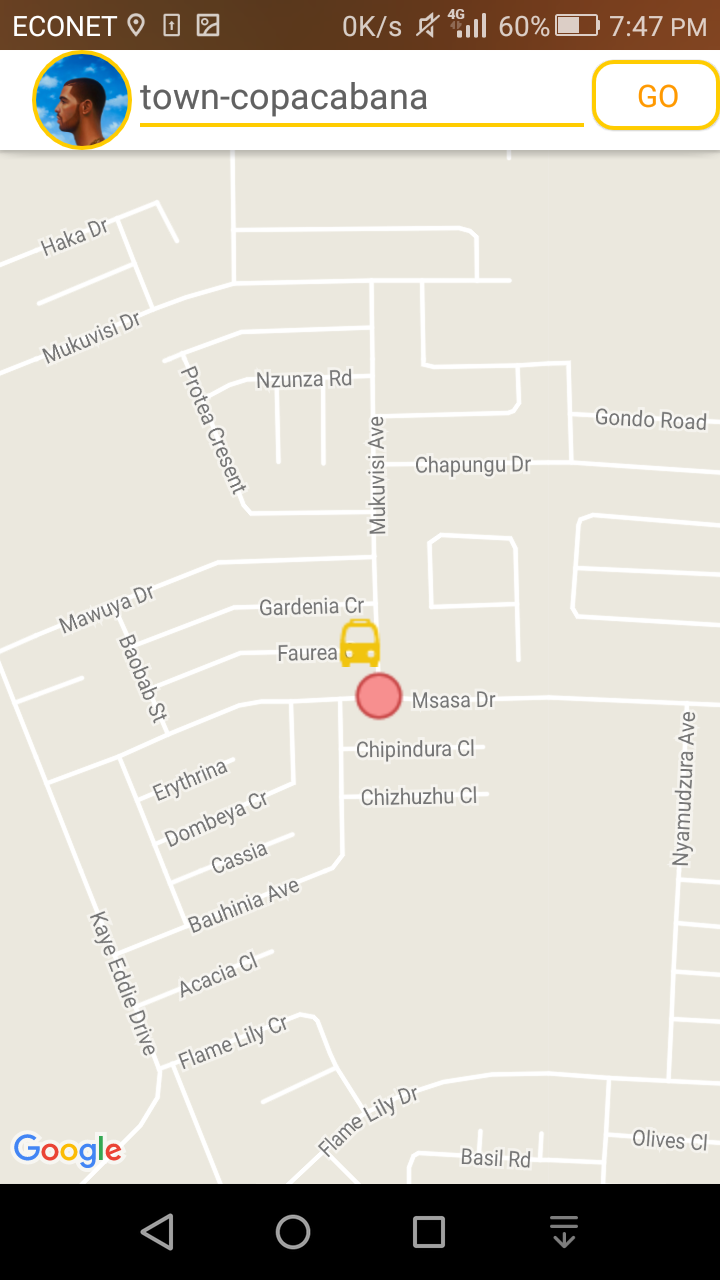 ECONET 0K/s 4G 60% 7:47 PM
town-copacabana
GO
Haka Dr
Mukuvisi Dr
Nzunza Rd
Protea Cresent
Gondo Road
Mukuvisi Ave
Chapungu Dr
Mawuya Dr
Gardenia Cr
Baobab St
Faurea
Msasa Dr
Chipindura Cl
Nyamudzura Ave
Erythrina
Chizhuzhu Cl
Dombeya Cr
Cassia
Bauhinia Ave
Kaye Eddie Drive
Acacia Cl
Flame Lily Cr
Flame Lily Dr
Google
Basil Rd
Olives Cl